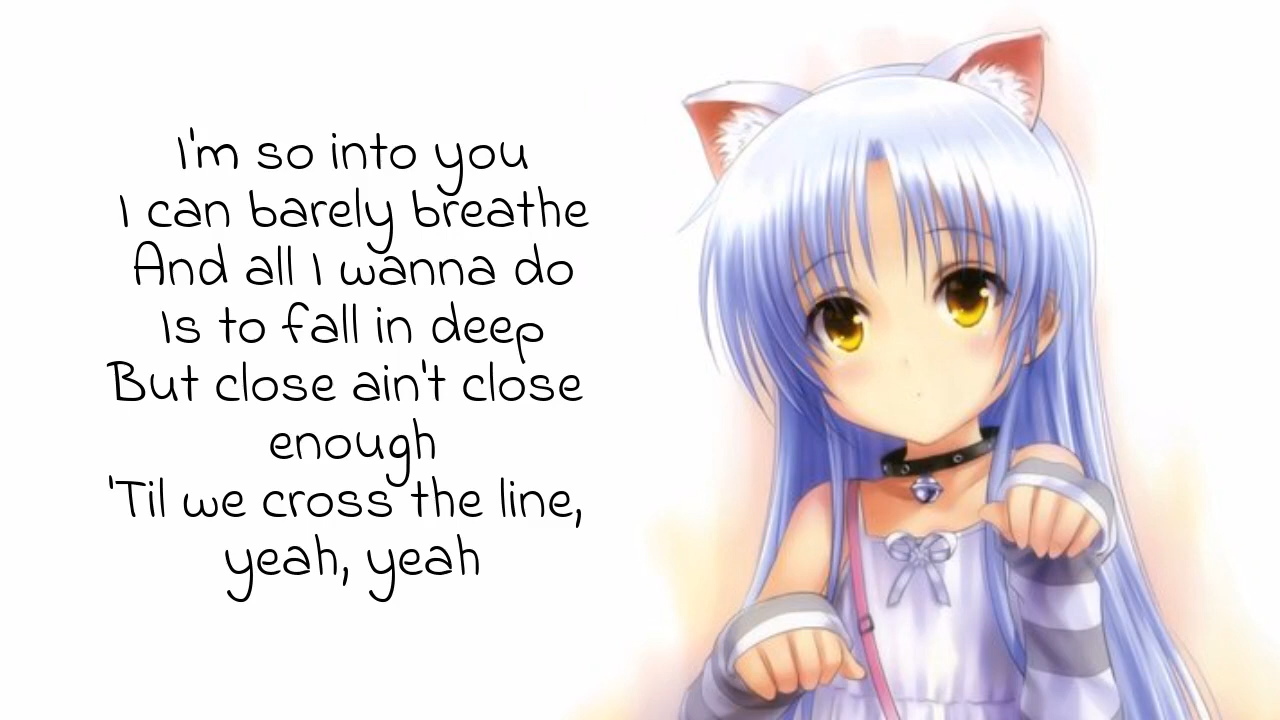 I'm so into you
I can barely breathe
And all I wanna do
Is to fall in deep
But close ain't close
enough
'Til we cross the line,
yeah, yeah